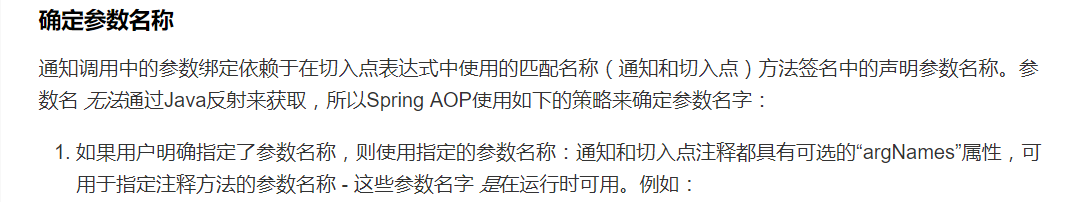 确定参数名称
通知调用中的参数绑定依赖于在切入点表达式中使用的匹配名称（通知和切入点）方法签名中的声明参数名称。参
数名 无法通过Java反射来获取，所以Spring AOP使用如下的策略来确定参数名字：
1. 如果用户明确指定了参数名称，则使用指定的参数名称：通知和切入点注释都具有可选的“argNames”属性，可
用于指定注释方法的参数名称 - 这些参数名字 是在运行时可用。例如：